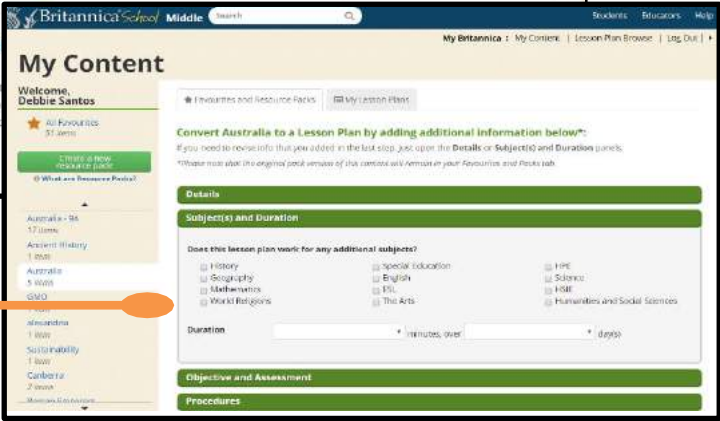 Britannica School Middle Search Students Educators Help
My Britannica : My Content | Lesson Plan Browse | Log Out |
My Content
Welcome,
Debbie Santos
All Favourites
51 items
Create a new
resource pack
What are Resource Packs?
Australia - 9A
17 items
Ancient History
1 item
Australia
5 items
GMO
alexandria
1 item
Sustainability
1 item
Canberra
2 items
Favourites and Resource Packs My Lesson Plans
Convert Australia to a Lesson Plan by adding additional information below*:
If you need to revise info that you added in the last step, just open the Details or Subject(s) and Duration panels.
*Please note that the original pack version of this content will remain in your Favourites and Packs tab.
Details
Subject(s) and Duration
Does this lesson plan work for any additional subjects?
History Special Education HPE
Geography English Science
Mathematics ESL HSIE
World Religions The Arts Humanities and Social Sciences
Duration minutes, over day(s)
Objective and Assessment
Procedures